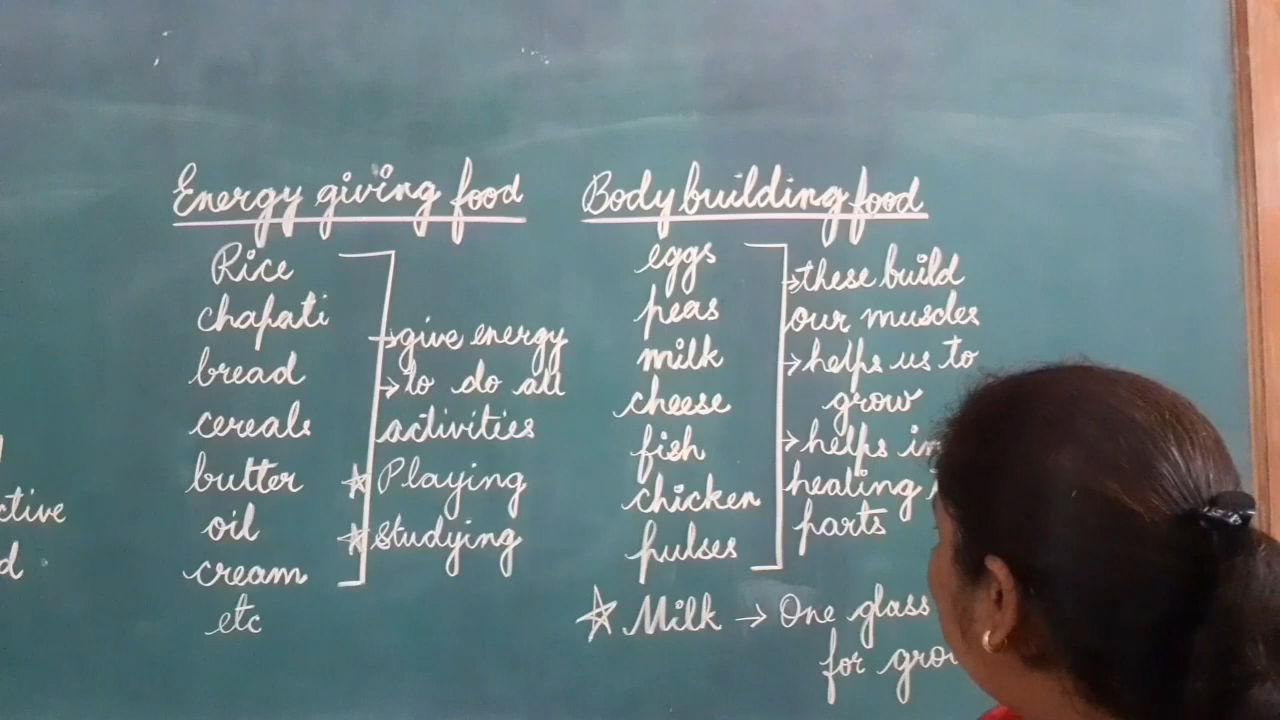 Energy giving food
Rice
chapati
bread
cereals
butter
oil
cream
etc
→give energy
→to do all
activities
☆ Playing
☆ studying
Body building food
eggs
peas
milk
cheese
fish
chicken
pulses
→these build
our muscles
→helps us to
grow
→helps in
healing
parts
☆ Milk → One glass
for